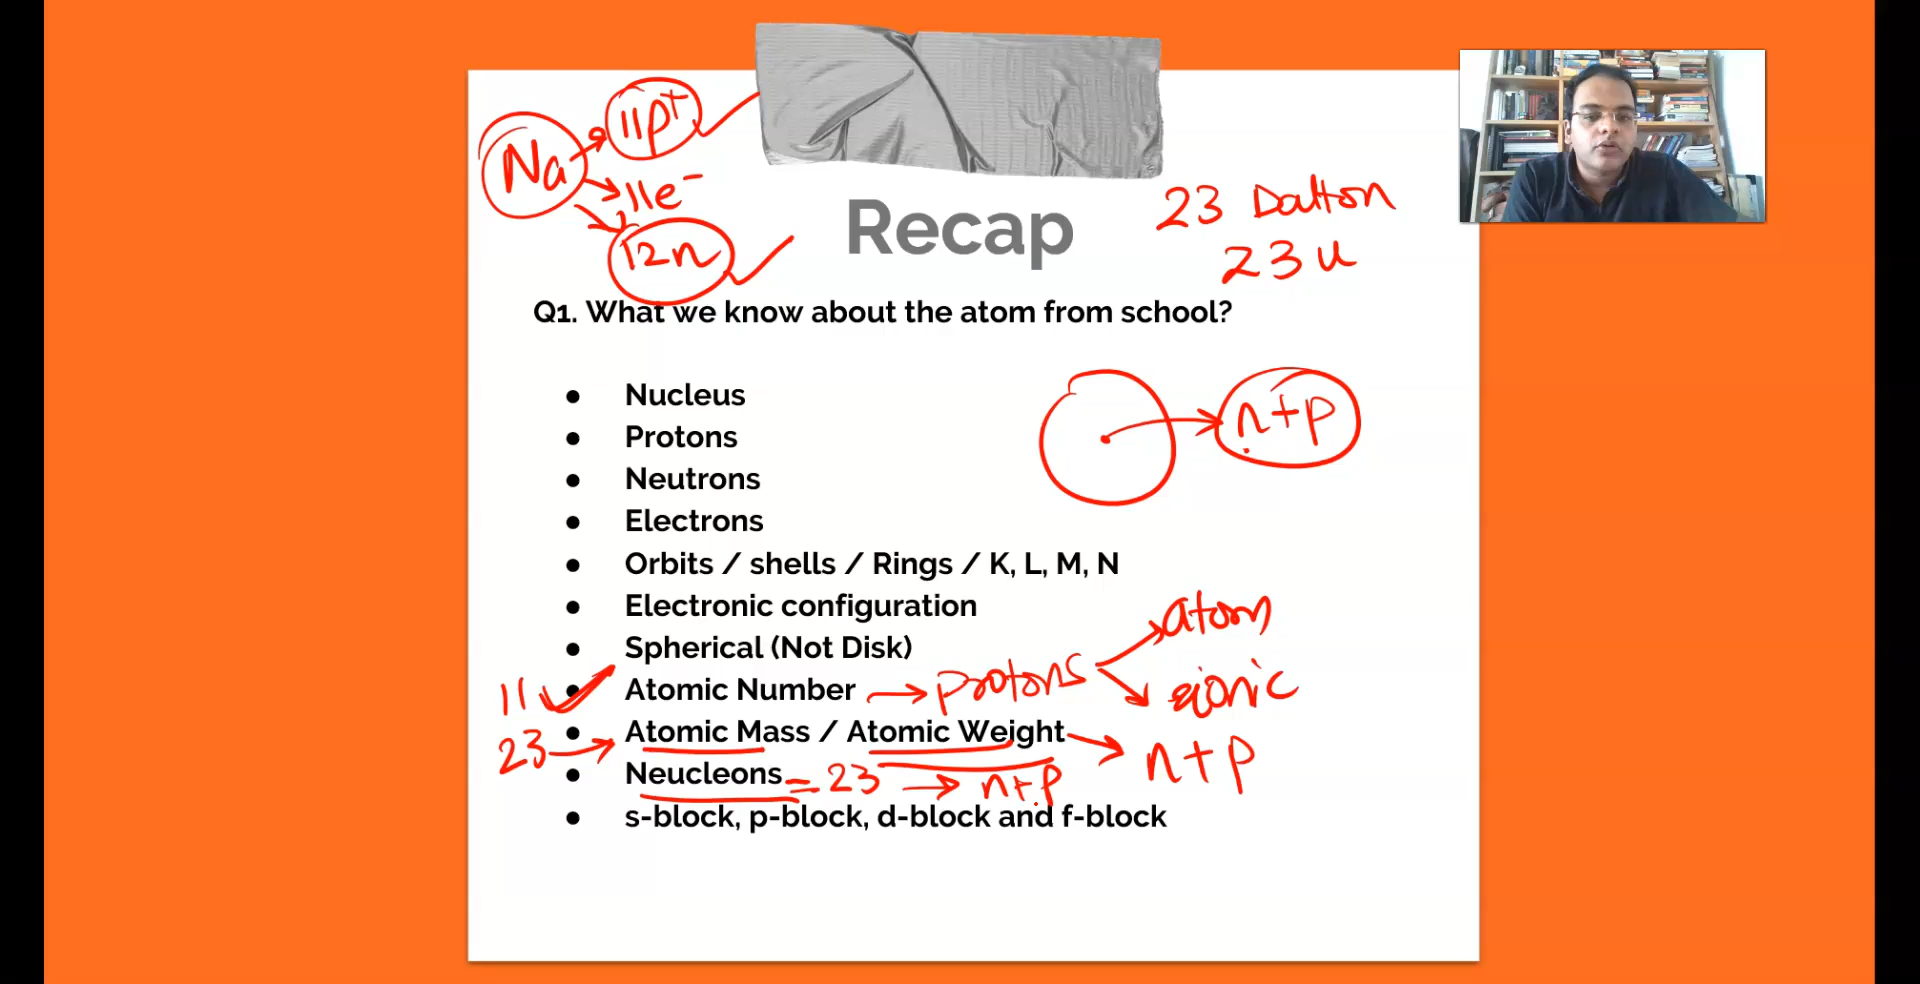 Na
11p+
11e-
12n
Recap
23 Dalton
23 u
Q1. What we know about the atom from school?
● Nucleus
● Protons
● Neutrons
● Electrons
n+p
● Orbits / shells / Rings / K, L, M, N
● Electronic configuration
● Spherical (Not Disk)
atom
11 ● Atomic Number → protons
ionic
23 → ● Atomic Mass / Atomic Weight → n+p
● Neucleons = 23 → n+p
● s-block, p-block, d-block and f-block